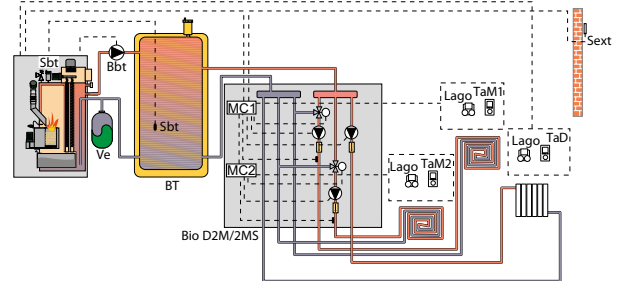 Sbt
Bbt
Sext
MC1
Lago TaM1
Sbt
Ve
Lago TaD
MC2
Lago TaM2
BT
Bio D2M/2MS